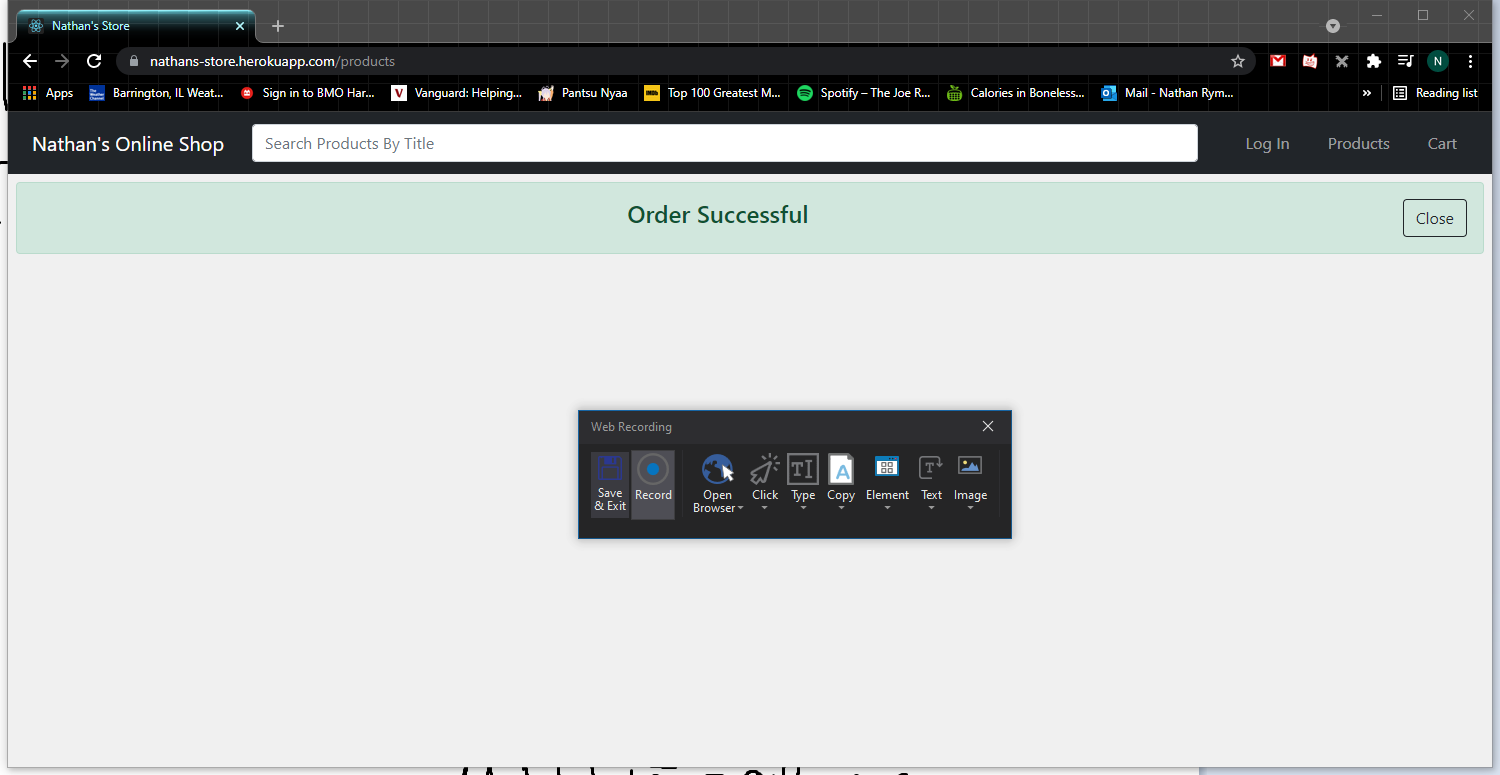 Nathan's Store
nathans-store.herokuapp.com/products
N
Apps Barrington, IL Weat... Sign in to BMO Har... Vanguard: Helping... Pantsu Nyaa Top 100 Greatest M... Spotify – The Joe R... Calories in Boneless... Mail - Nathan Rym... » Reading list
Nathan's Online Shop Search Products By Title Log In Products Cart
Order Successful Close
Web Recording
Save & Exit Record Open Browser Click Type Copy Element Text Image